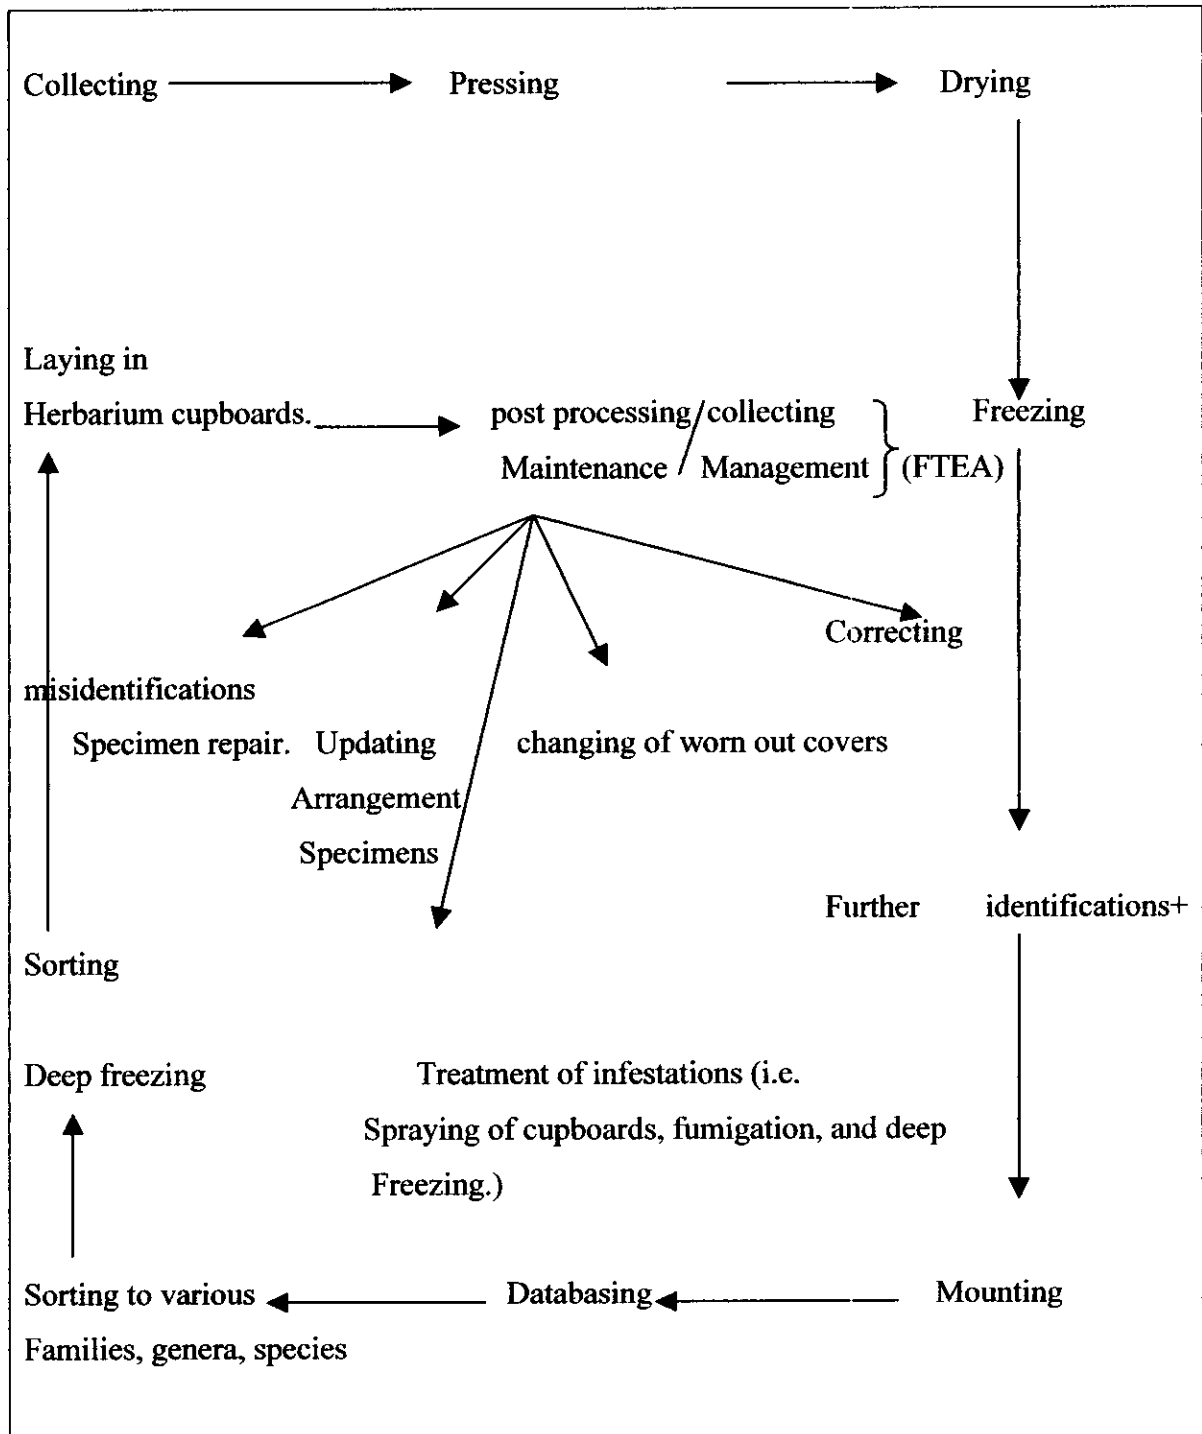 Collecting Pressing Drying
Laying in
Herbarium cupboards. post processing/collecting Freezing
Maintenance / Management (FTEA)
Correcting
misidentifications
Specimen repair. Updating changing of worn out covers
Arrangement
Specimens
Further identifications+
Sorting
Deep freezing Treatment of infestations (i.e.
Spraying of cupboards, fumigation, and deep
Freezing.)
Sorting to various Databasing Mounting
Families, genera, species